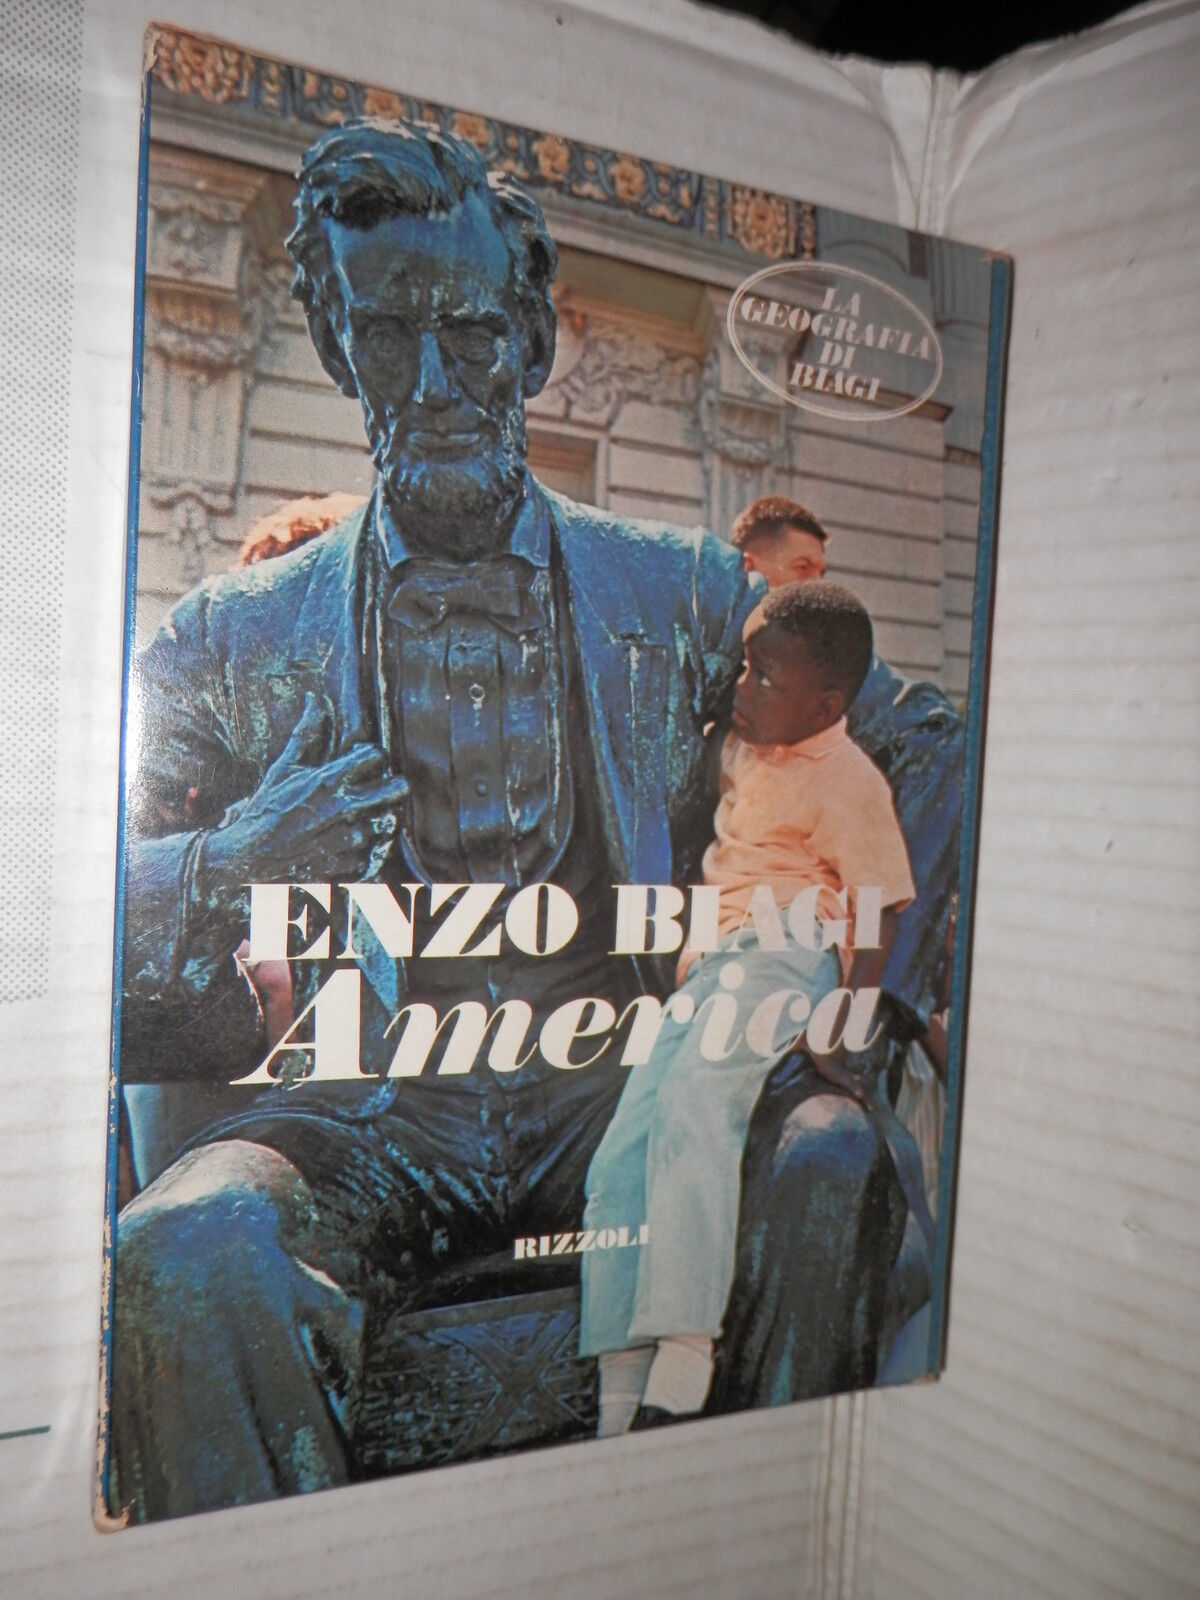 LA
GEOGRAFIA
DI
BIAGI
ENZO BIAGI
America
RIZZOLI